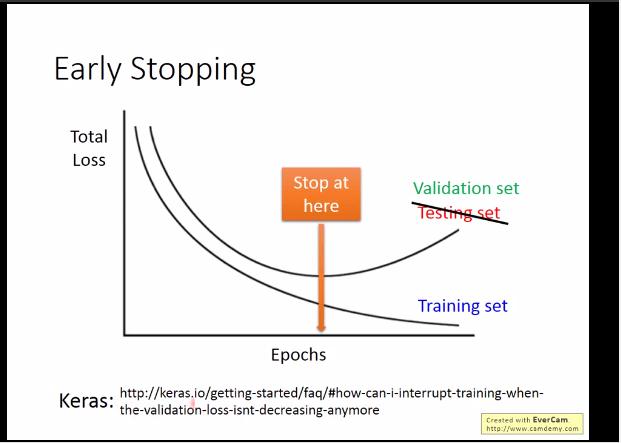 Early Stopping
Total
Loss
Stop at
here
Validation set
Testing set
Training set
Epochs
Keras:
http://keras.io/getting-started/faq/#how-can-i-interrupt-training-when-
the-validation-loss-isnt-decreasing-anymore
Created with EverCam
http://www.camdemy.com